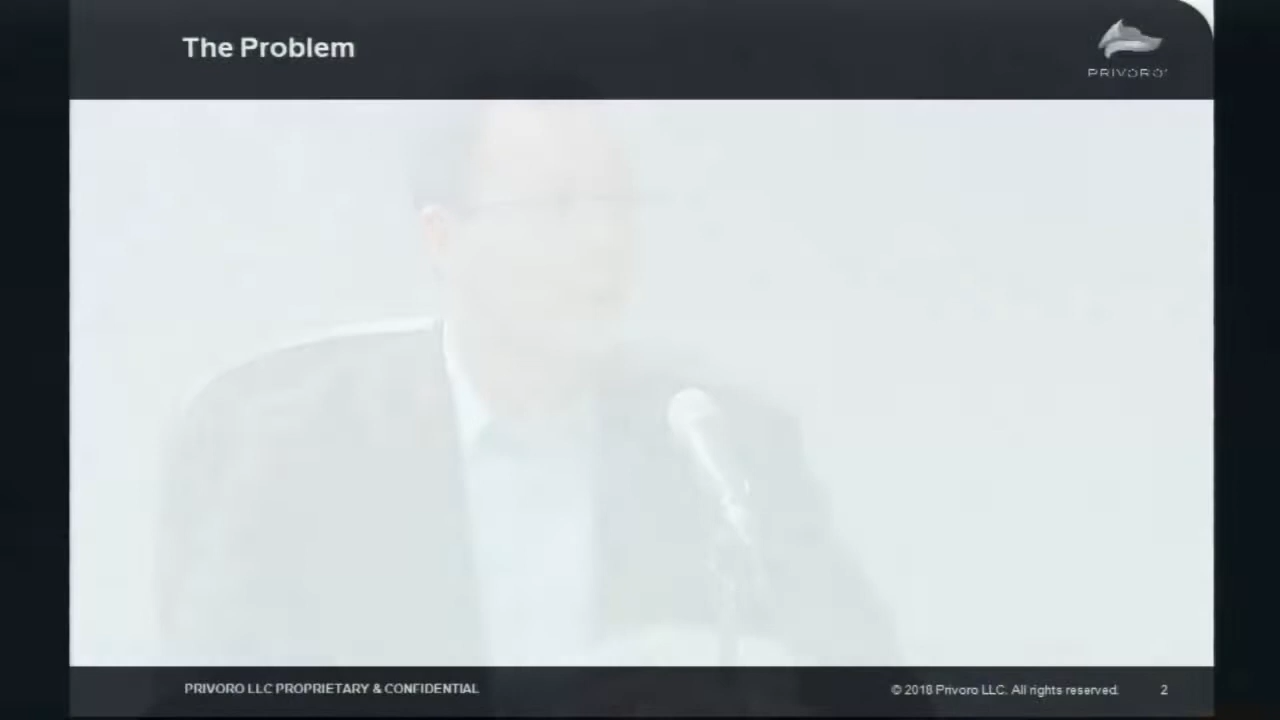 The Problem
PRIVORO
PRIVORO LLC PROPRIETARY & CONFIDENTIAL
© 2018 Privoro LLC. All rights reserved.
2